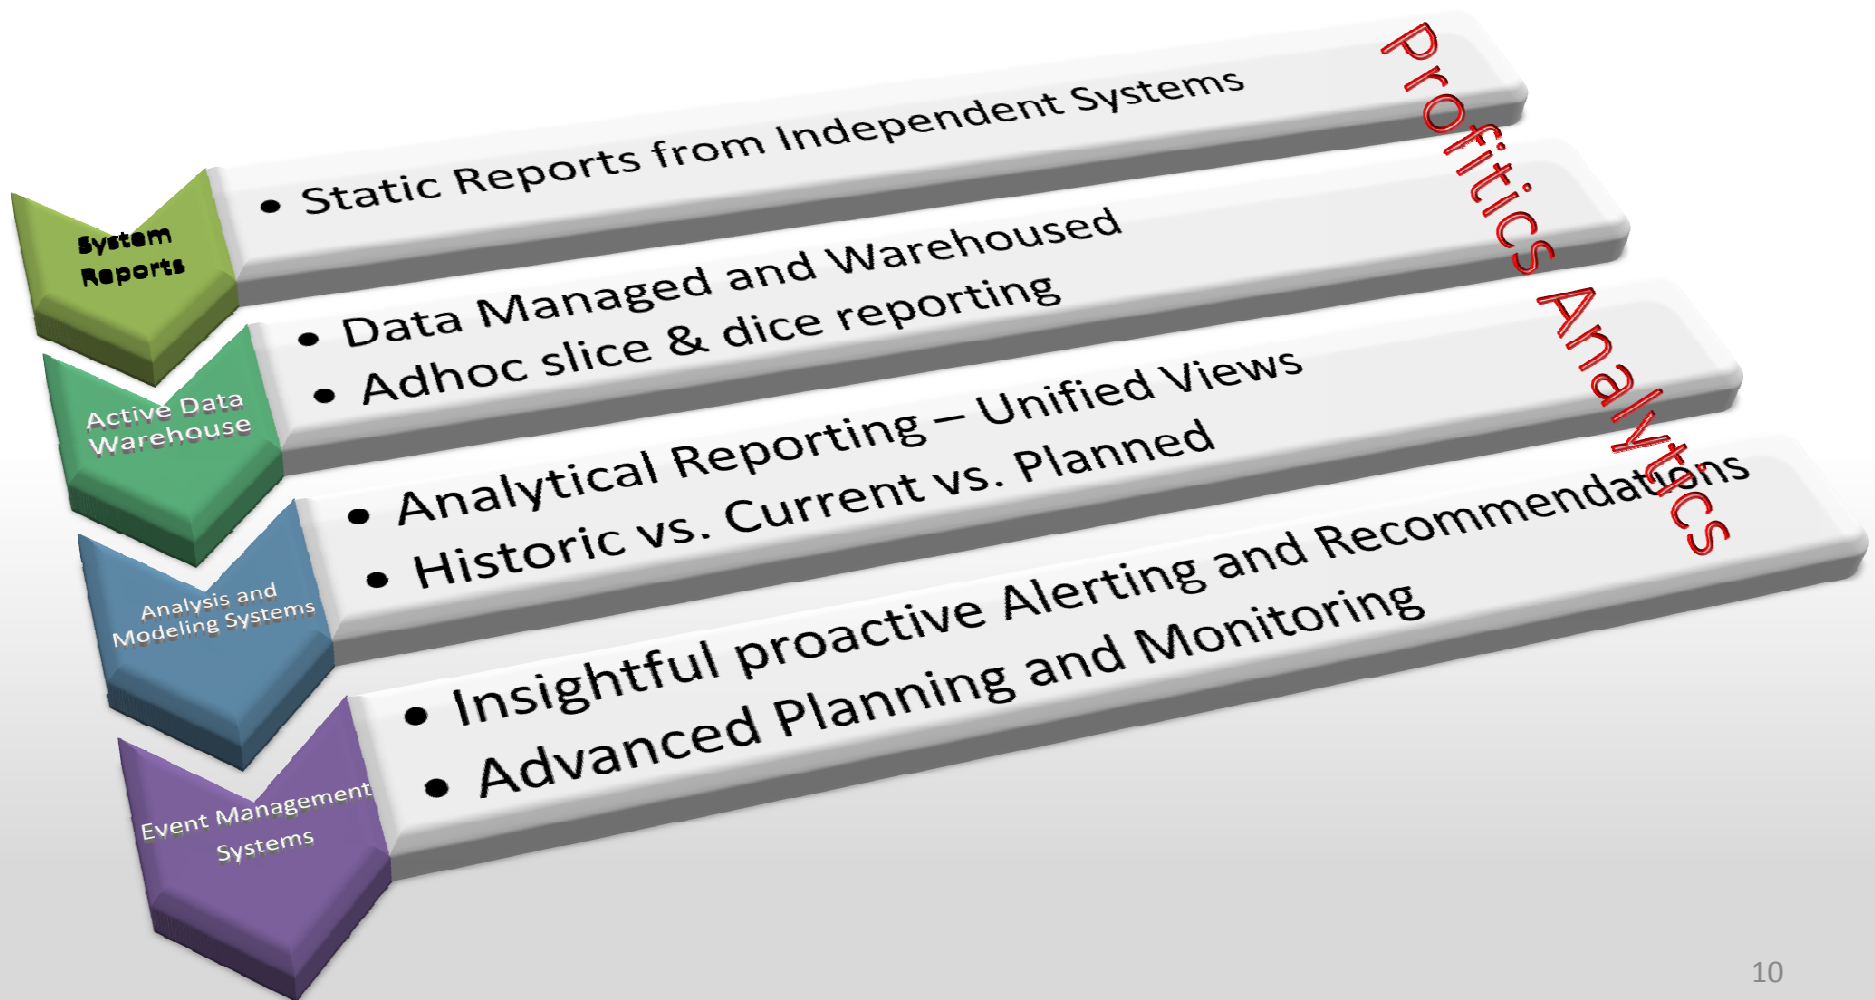 System
Reports
• Static Reports from Independent Systems
Active Data
Warehouse
• Data Managed and Warehoused
• Adhoc slice & dice reporting
Analysis and
Modeling Systems
• Analytical Reporting – Unified Views
• Historic vs. Current vs. Planned
Event Management
Systems
• Insightful proactive Alerting and Recommendations
• Advanced Planning and Monitoring
Profitics Analytics
10